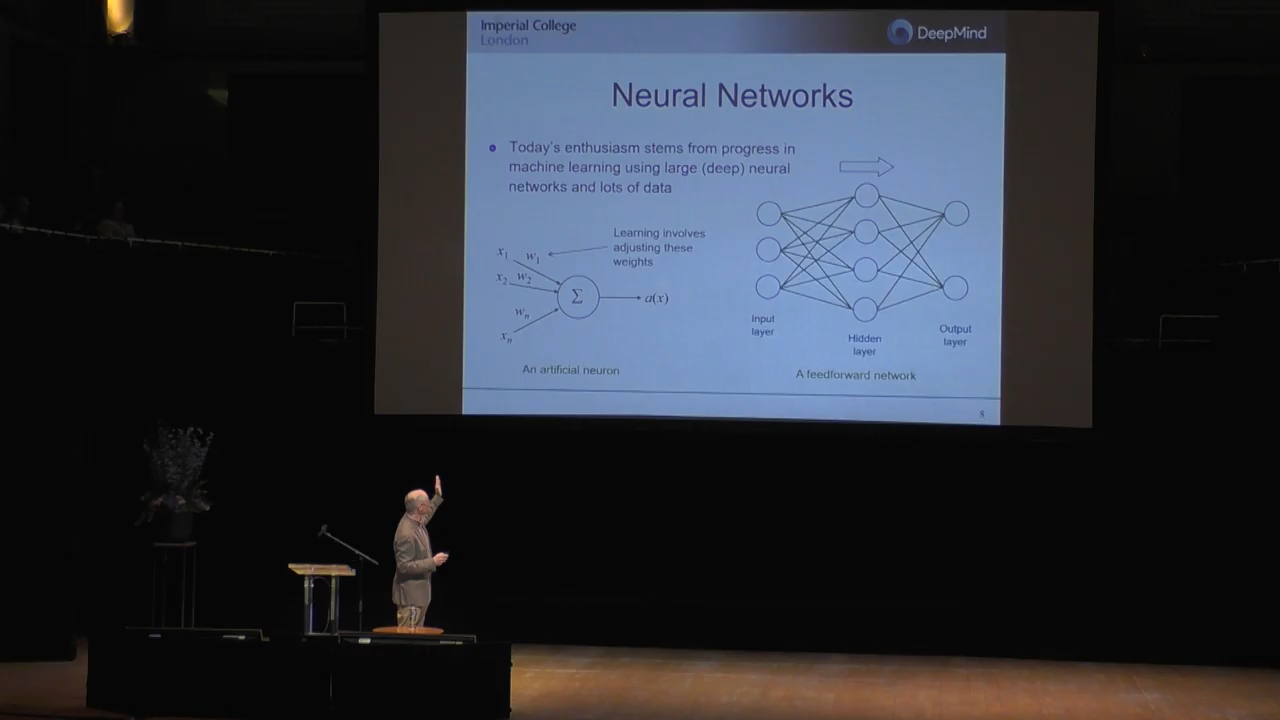 Imperial College
London
DeepMind
Neural Networks
Today's enthusiasm stems from progress in
machine learning using large (deep) neural
networks and lots of data
Learning involves
adjusting these
weights
x1 w1
x2 w2
wn
xn
Σ
a(x)
An artificial neuron
Input
layer
Hidden
layer
Output
layer
A feedforward network
8